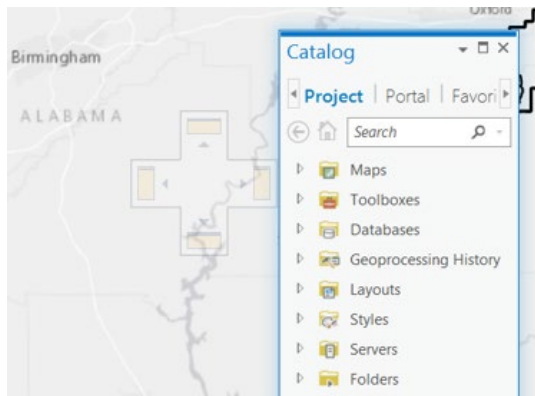 Oxford
Birmingham
ALABAMA
Catalog
Project Portal Favori
Search
Maps
Toolboxes
Databases
Geoprocessing History
Layouts
Styles
Servers
Folders